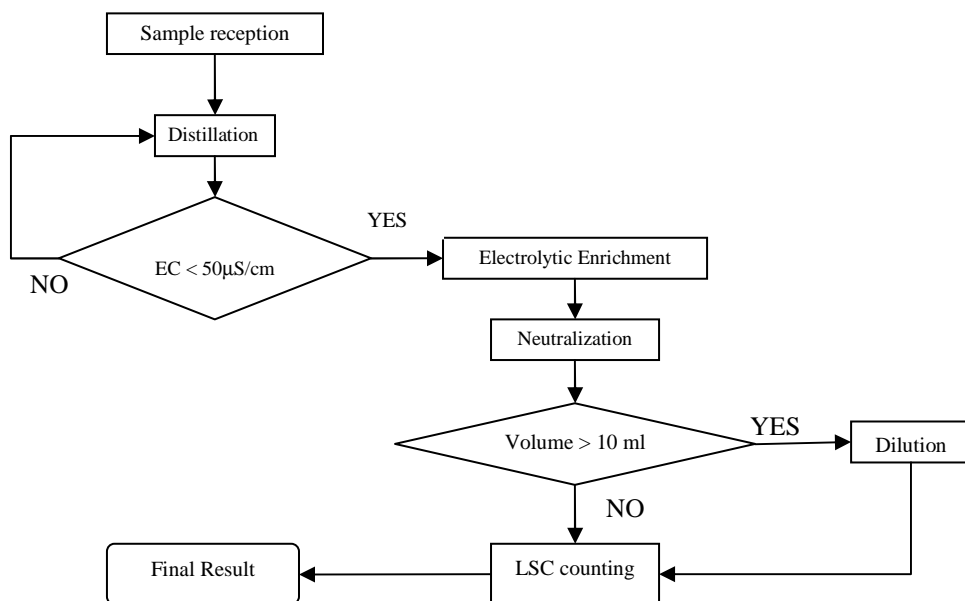 Sample reception
Distillation
YES
EC < 50μS/cm
NO
Electrolytic Enrichment
Neutralization
Volume > 10 ml
YES
Dilution
NO
LSC counting
Final Result